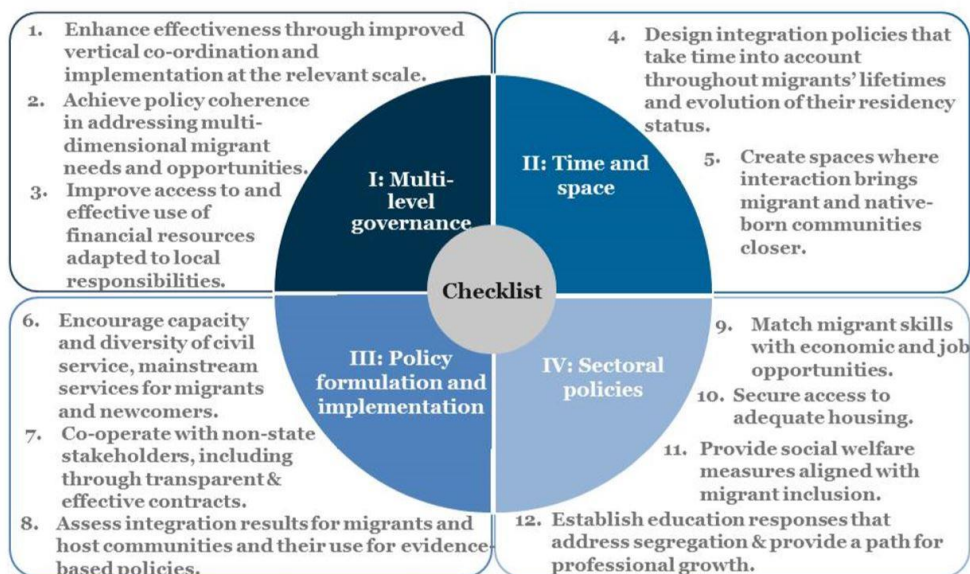 1. Enhance effectiveness through improved
vertical co-ordination and
implementation at the relevant scale.
2. Achieve policy coherence
in addressing multi-
dimensional migrant
needs and opportunities.
3. Improve access to and
effective use of
financial resources
adapted to local
responsibilities.
I: Multi-
level
governance
4. Design integration policies that
take time into account
throughout migrants' lifetimes
and evolution of their residency
status.
5. Create spaces where
interaction brings
migrant and native-
born communities
closer.
II: Time and
space
Checklist
6. Encourage capacity
and diversity of civil
service, mainstream
services for migrants
and newcomers.
7. Co-operate with non-state
stakeholders, including
through transparent &
effective contracts.
8. Assess integration results for migrants and
host communities and their use for evidence-
based policies.
III: Policy
formulation and
implementation
9. Match migrant skills
with economic and job
opportunities.
10. Secure access to
adequate housing.
11. Provide social welfare
measures aligned with
migrant inclusion.
12. Establish education responses that
address segregation & provide a path for
professional growth.
IV: Sectoral
policies